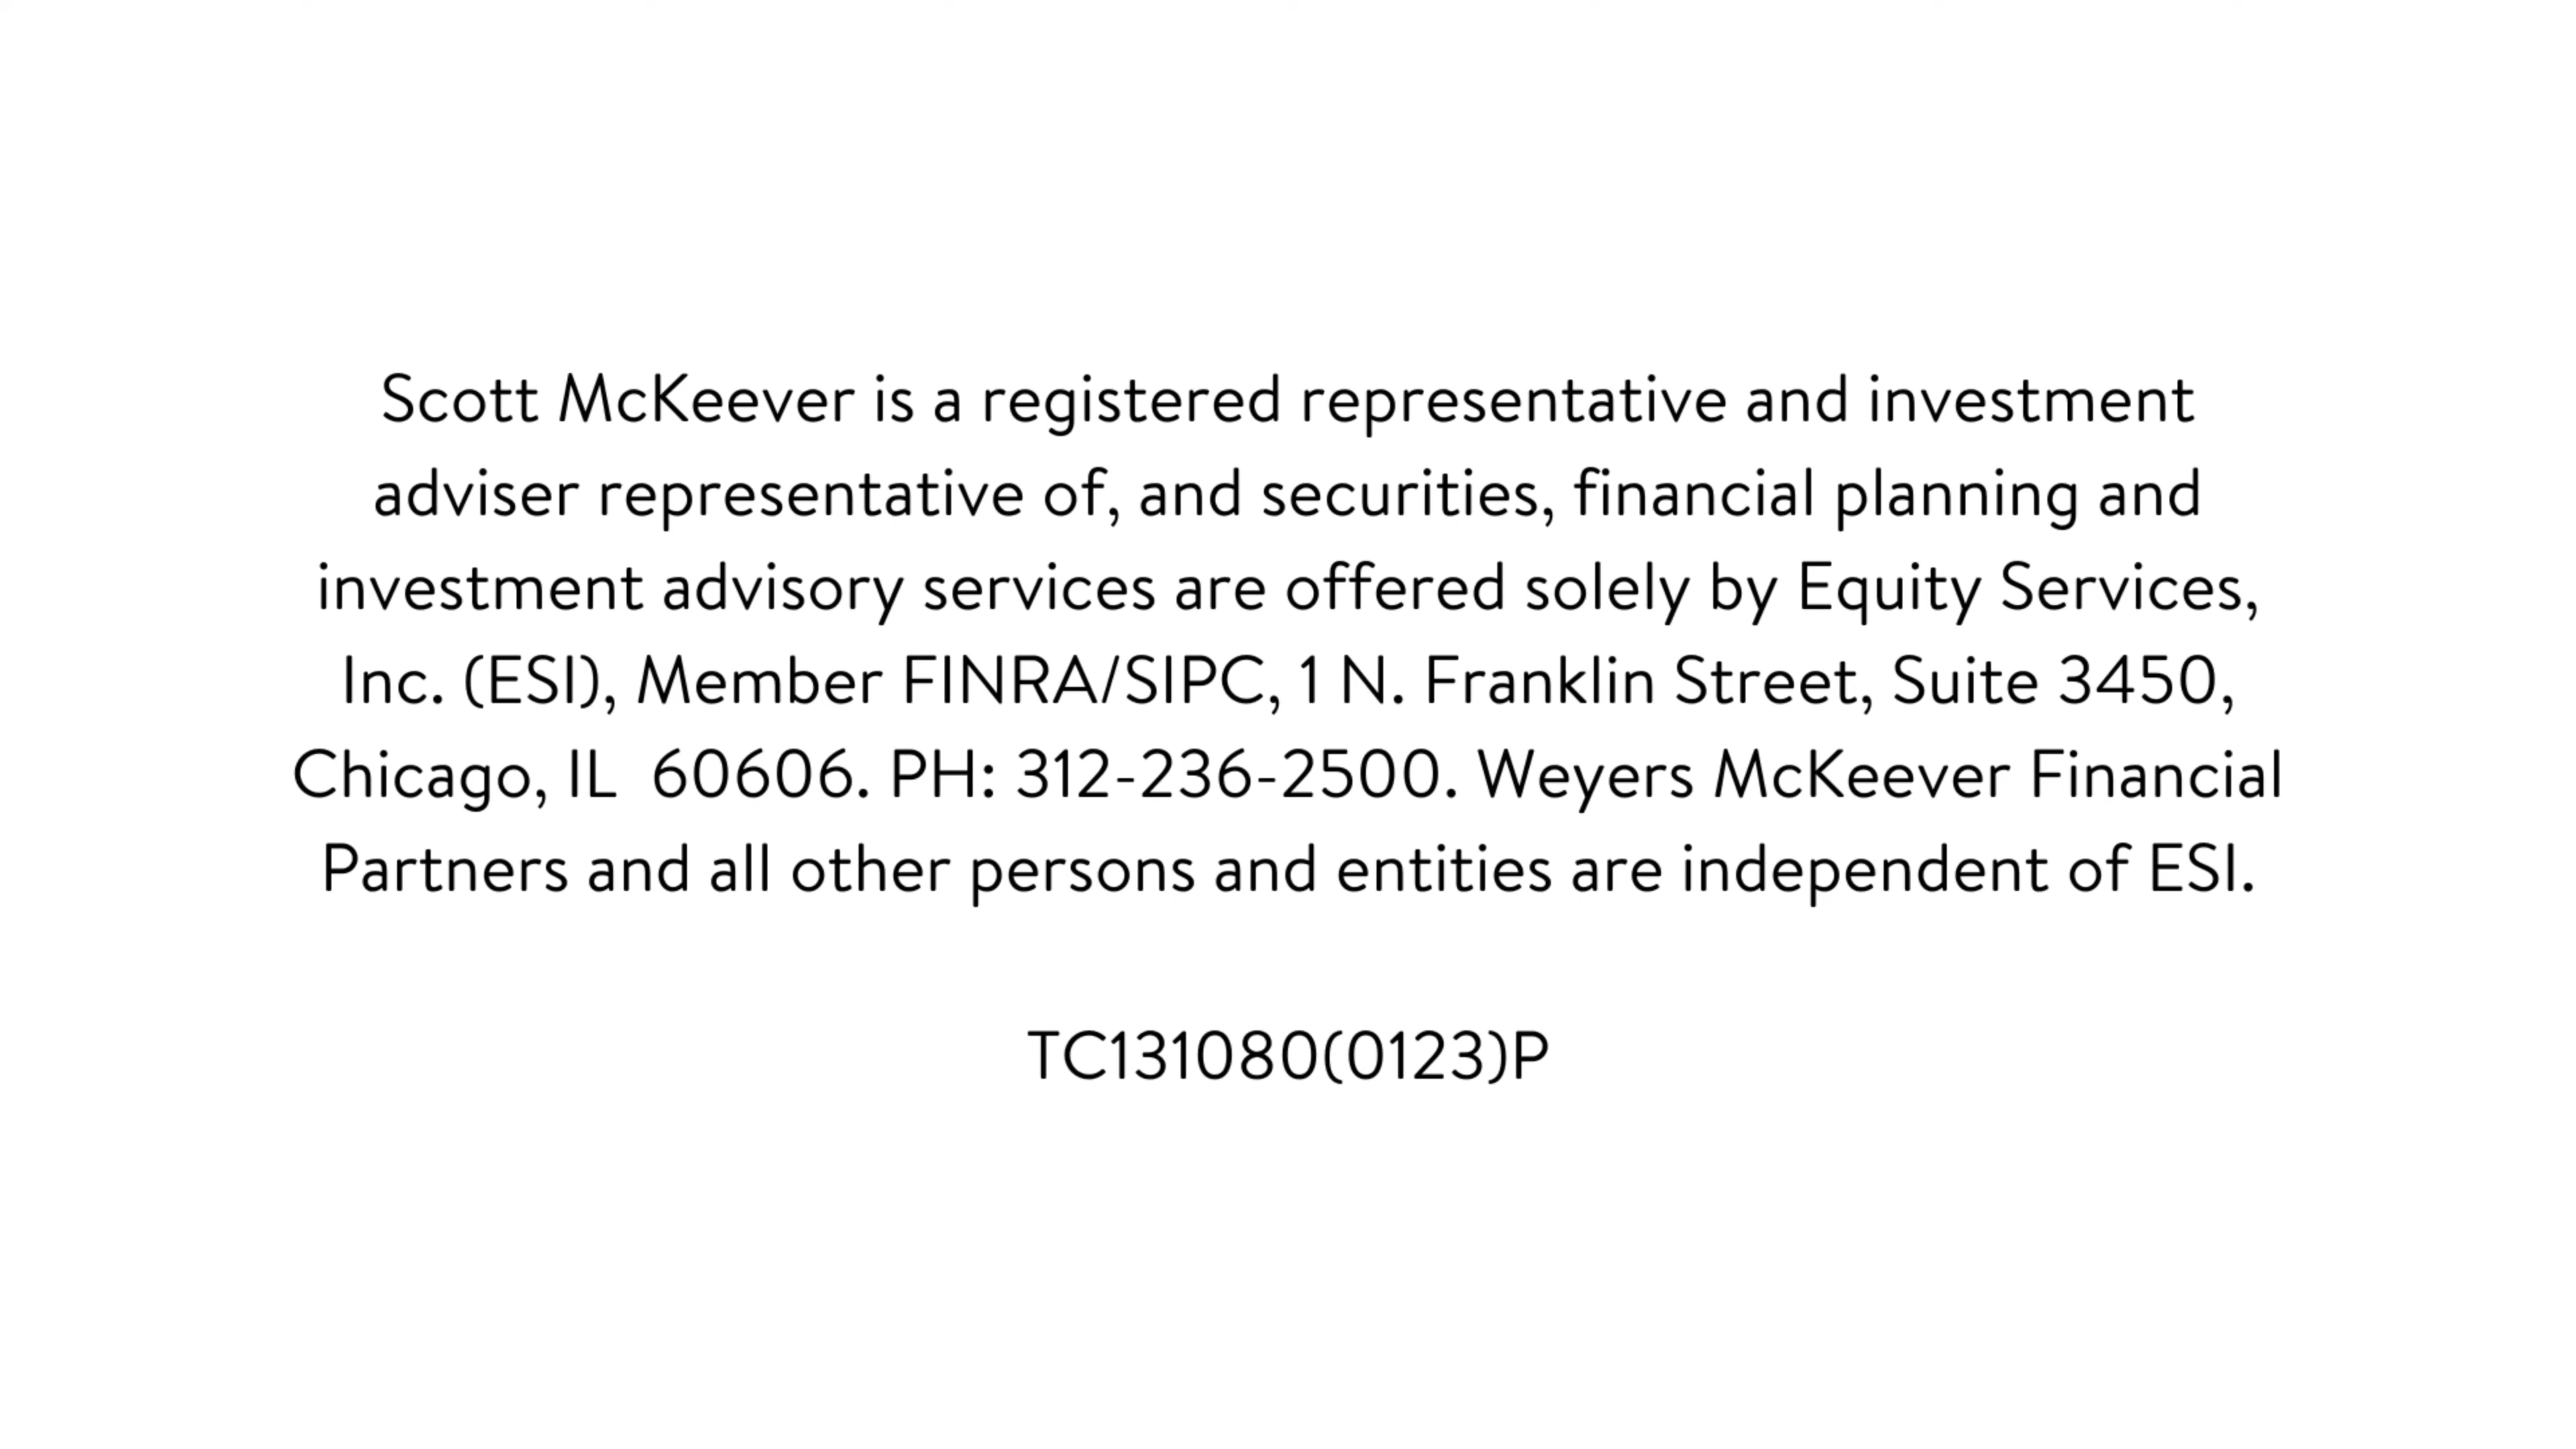 Scott McKeever is a registered representative and investment
adviser representative of, and securities, financial planning and
investment advisory services are offered solely by Equity Services,
Inc. (ESI), Member FINRA/SIPC, 1 N. Franklin Street, Suite 3450,
Chicago, IL  60606. PH: 312-236-2500. Weyers McKeever Financial
Partners and all other persons and entities are independent of ESI.
TC131080(0123)P